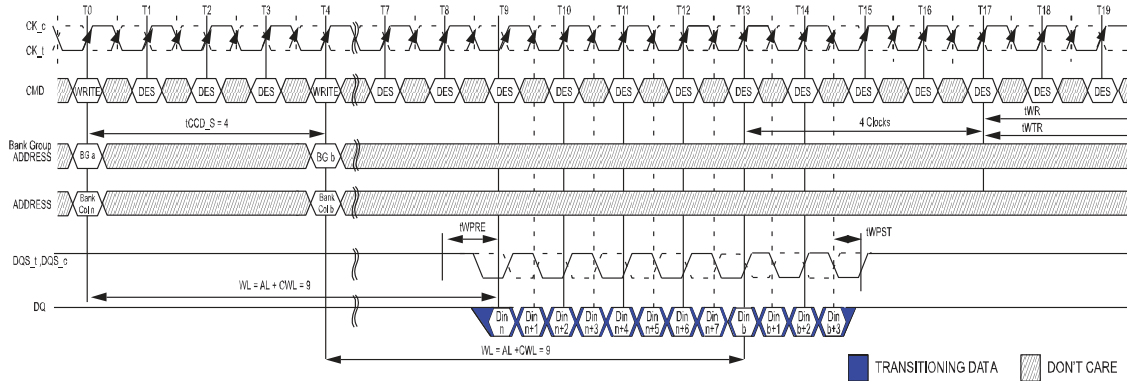 T0 T1 T2 T3 T4 T7 T8 T9 T10 T11 T12 T13 T14 T15 T16 T17 T18 T19
CK_c
CK_t
CMD WRITE DES DES DES WRITE DES DES DES DES DES DES DES DES DES DES DES DES DES
tCCD_S = 4
4 Clocks
tWR
tWTR
Bank Group
ADDRESS BG a BG b
ADDRESS Bank Col n Bank Col b
tWPRE
tWPST
DQS_t ,DQS_c
WL = AL + CWL = 9
DQ Din n Din n+1 Din n+2 Din n+3 Din n+4 Din n+5 Din n+6 Din n+7 Din b Din b+1 Din b+2 Din b+3
WL = AL +CWL = 9
TRANSITIONING DATA DON'T CARE